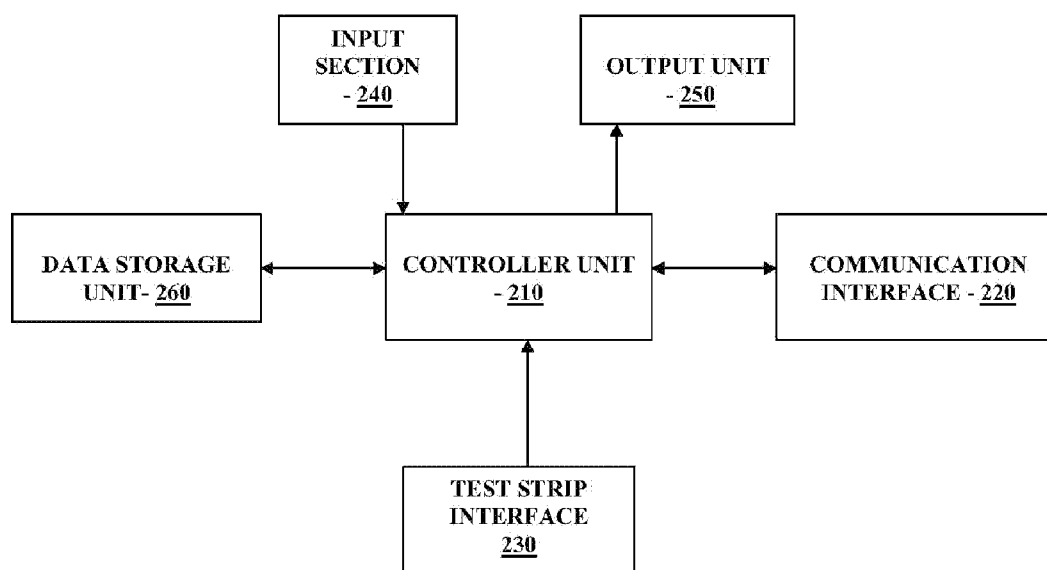 INPUT
SECTION
- 240
OUTPUT UNIT
- 250
DATA STORAGE
UNIT- 260
CONTROLLER UNIT
- 210
COMMUNICATION
INTERFACE - 220
TEST STRIP
INTERFACE
230